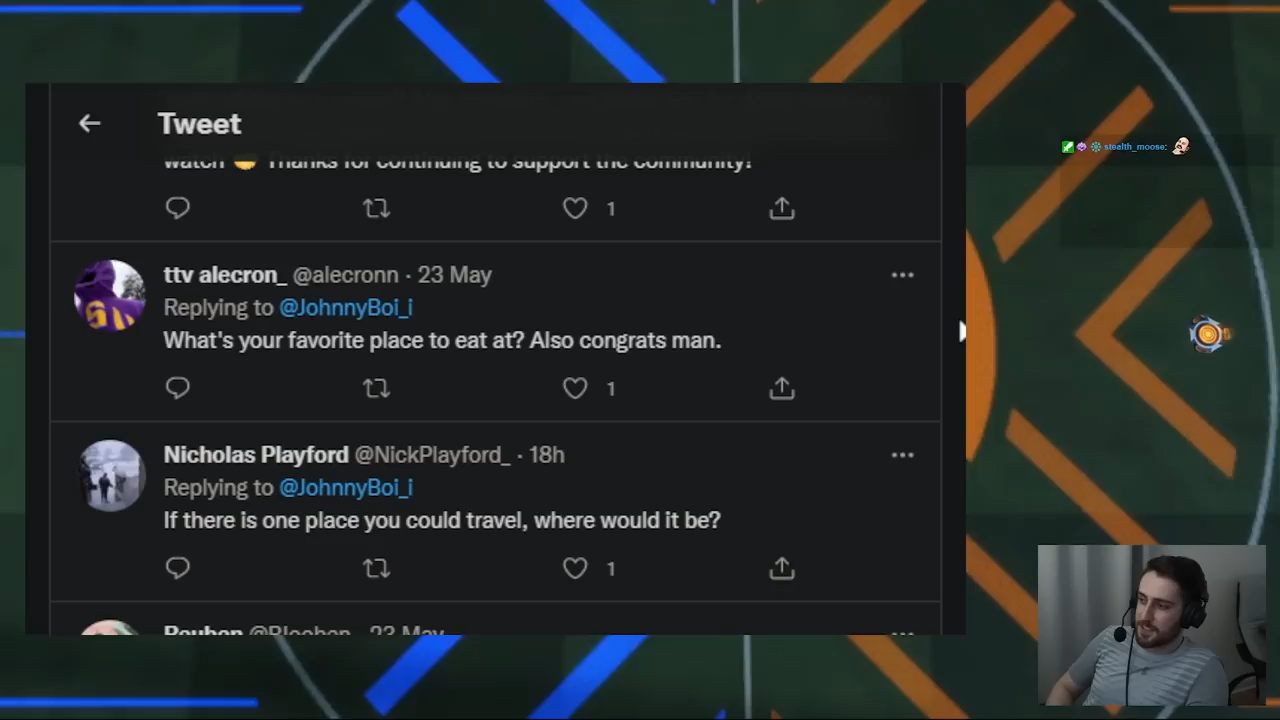 Tweet
watch Thanks for continuing to support the community!
1
stealth_moose:
ttv alecron_ @alecronn · 23 May
Replying to @JohnnyBoi_i
What's your favorite place to eat at? Also congrats man.
1
Nicholas Playford @NickPlayford_ · 18h
Replying to @JohnnyBoi_i
If there is one place you could travel, where would it be?
1
23 May